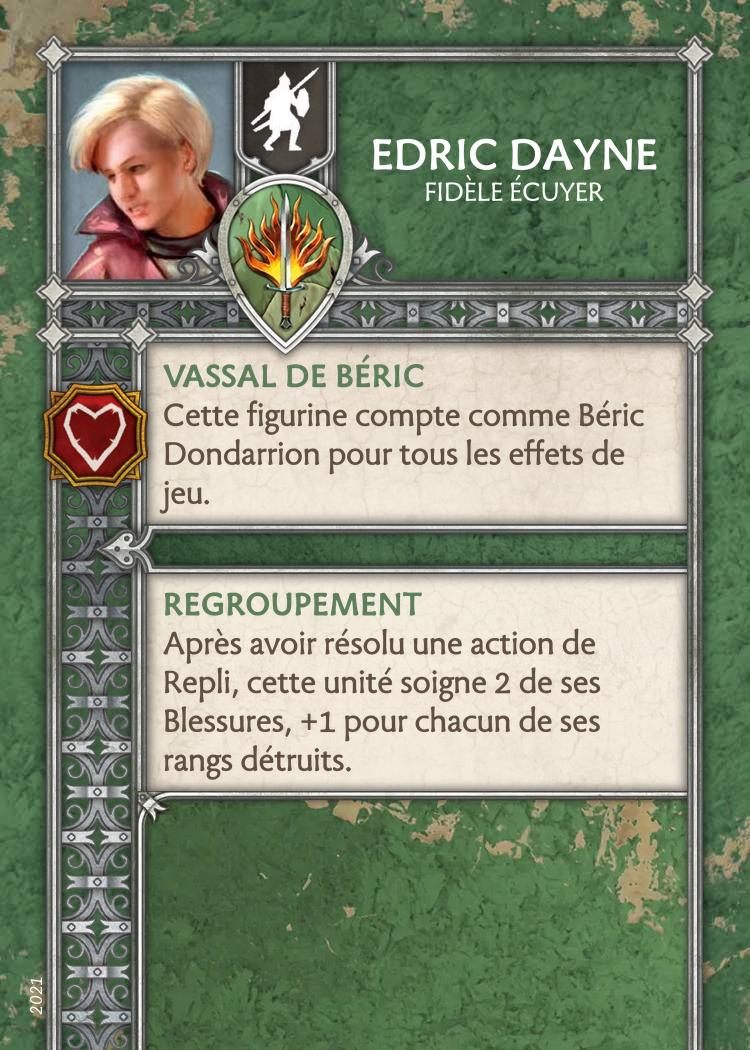 EDRIC DAYNE
FIDÈLE ÉCUYER
VASSAL DE BÉRIC
Cette figurine compte comme Béric
Dondarrion pour tous les effets de
jeu.
REGROUPEMENT
Après avoir résolu une action de
Repli, cette unité soigne 2 de ses
Blessures, +1 pour chacun de ses
rangs détruits.
2021